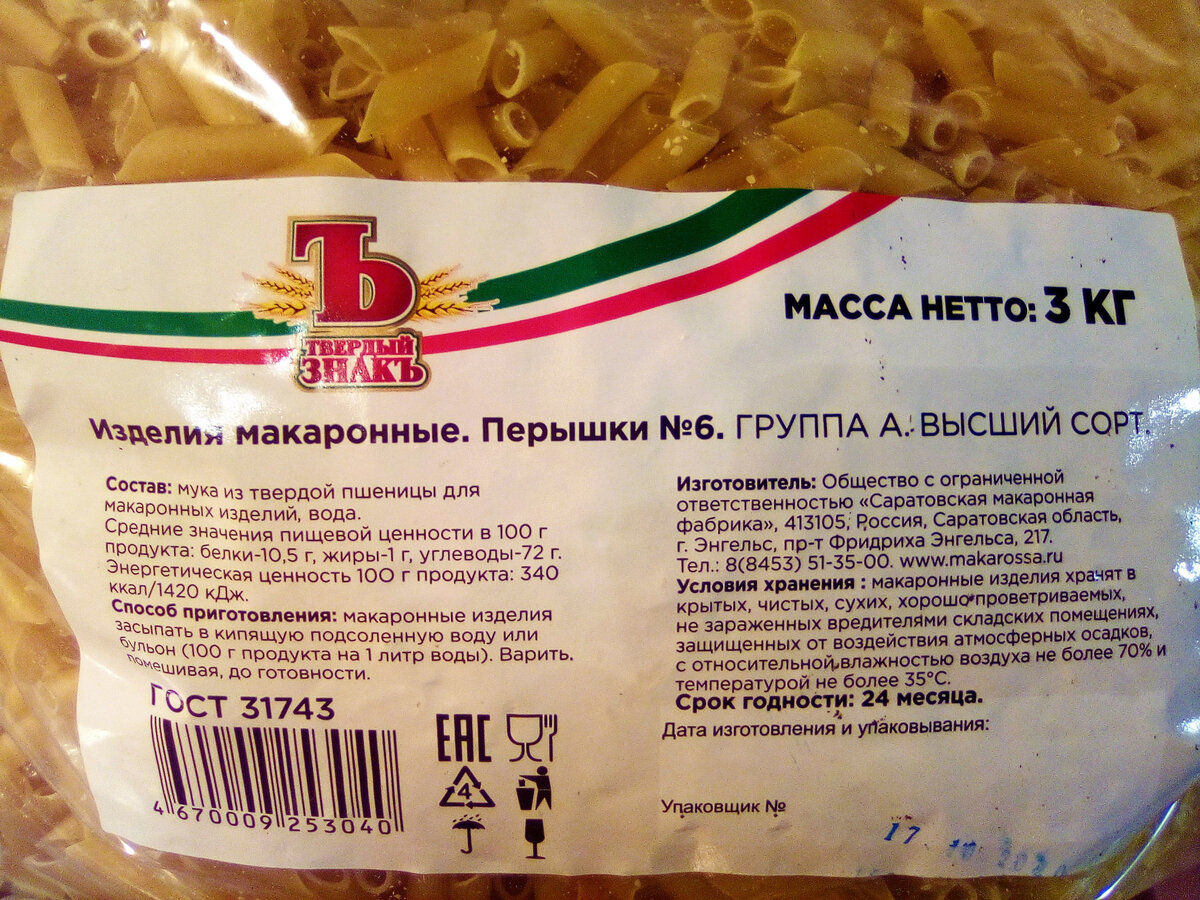 Ъ
ТВЕРДЫЙ
ЗНАКЪ
МАССА НЕТТО: 3 КГ
Изделия макаронные. Перышки №6. ГРУППА А. ВЫСШИЙ СОРТ.
Состав: мука из твердой пшеницы для
макаронных изделий, вода.
Средние значения пищевой ценности в 100 г
продукта: белки-10,5 г, жиры-1 г, углеводы-72 г.
Энергетическая ценность 100 г продукта: 340
ккал/1420 кДж.
Способ приготовления: макаронные изделия
засыпать в кипящую подсоленную воду или
бульон (100 г продукта на 1 литр воды). Варить,
помешивая, до готовности.
ГОСТ 31743
4 670009 253040
ЕАС
4
Изготовитель: Общество с ограниченной
ответственностью «Саратовская макаронная
фабрика», 413105, Россия, Саратовская область,
г. Энгельс, пр-т Фридриха Энгельса, 217.
Тел.: 8(8453) 51-35-00. www.makarossa.ru
Условия хранения : макаронные изделия хранят в
крытых, чистых, сухих, хорошо проветриваемых,
не зараженных вредителями складских помещениях,
защищенных от воздействия атмосферных осадков,
с относительной влажностью воздуха не более 70% и
температурой не более 35°С.
Срок годности: 24 месяца.
Дата изготовления и упаковывания:
Упаковщик №
17 10 2020